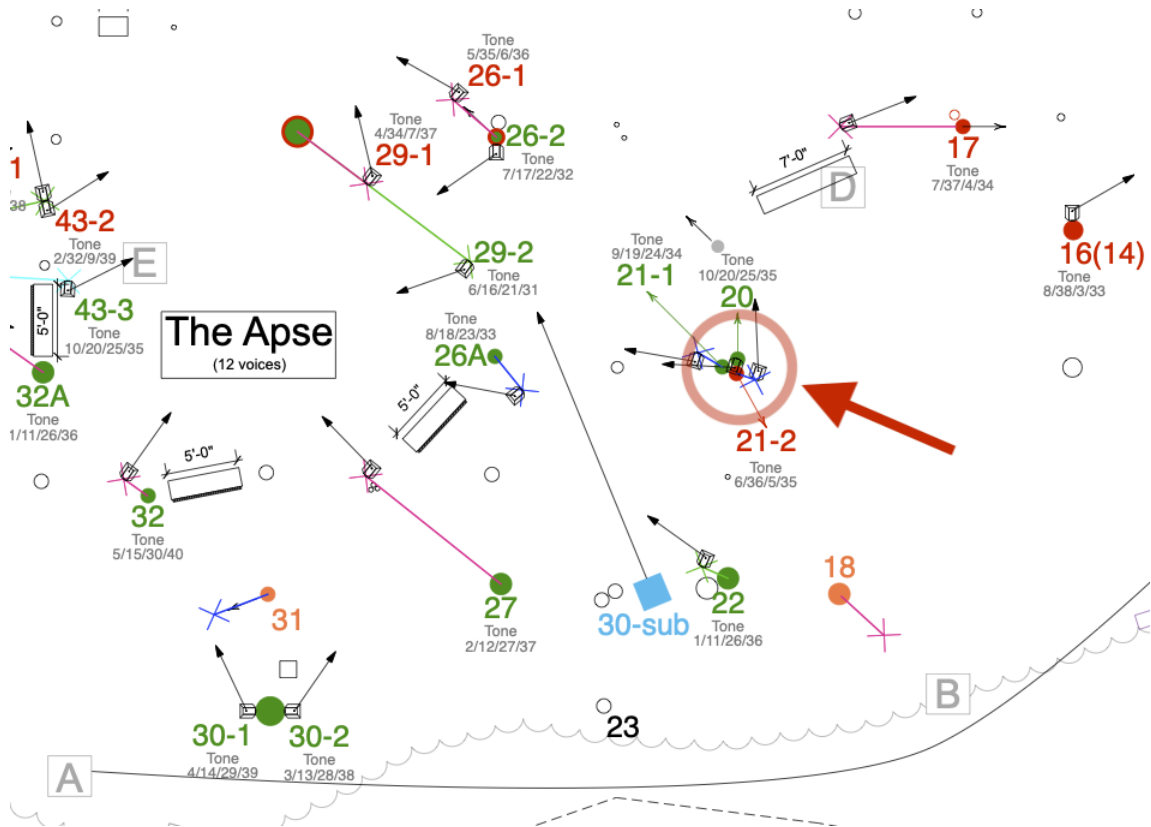 Tone
5/35/6/36
26-1
Tone
4/34/7/37
29-1
26-2
Tone
7/17/22/32
17
Tone
7/37/4/34
7'-0"
D
1
38
43-2
Tone
2/32/9/39
E
43-3
Tone
10/20/25/35
5'-0"
29-2
Tone
6/16/21/31
Tone
9/19/24/34
21-1
Tone
10/20/25/35
20
16(14)
Tone
8/38/3/33
The Apse
(12 voices)
Tone
8/18/23/33
26A
5'-0"
32A
Tone
1/11/26/36
21-2
Tone
6/36/5/35
5'-0"
32
Tone
5/15/30/40
31
27
Tone
2/12/27/37
30-sub
22
Tone
1/11/26/36
18
30-1
Tone
4/14/29/39
30-2
Tone
3/13/28/38
23
B
A